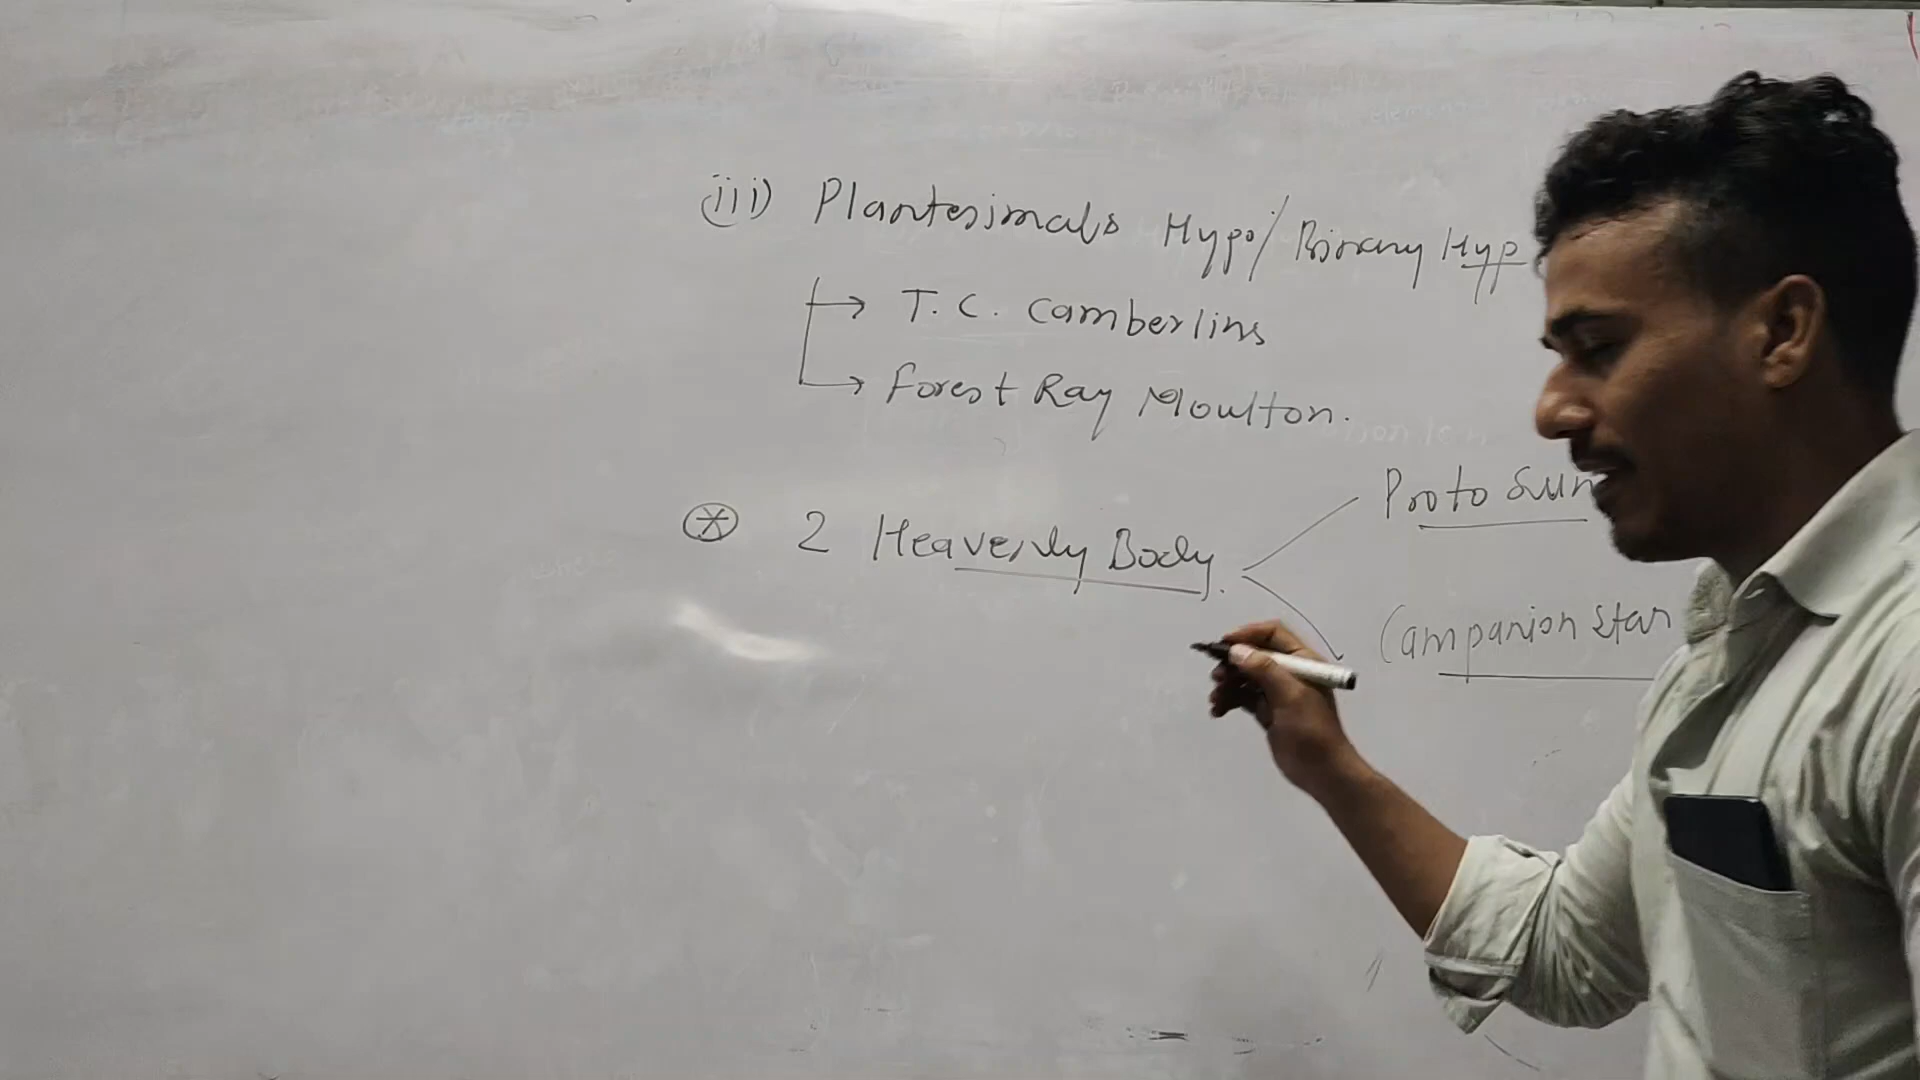 (iii) Plantesimals Hypo/Binary Hyp
→ T. C. Camberlins
→ Forest Ray Moulton.
Proto Sun
* 2 Heavenly Body.
Campanion Star